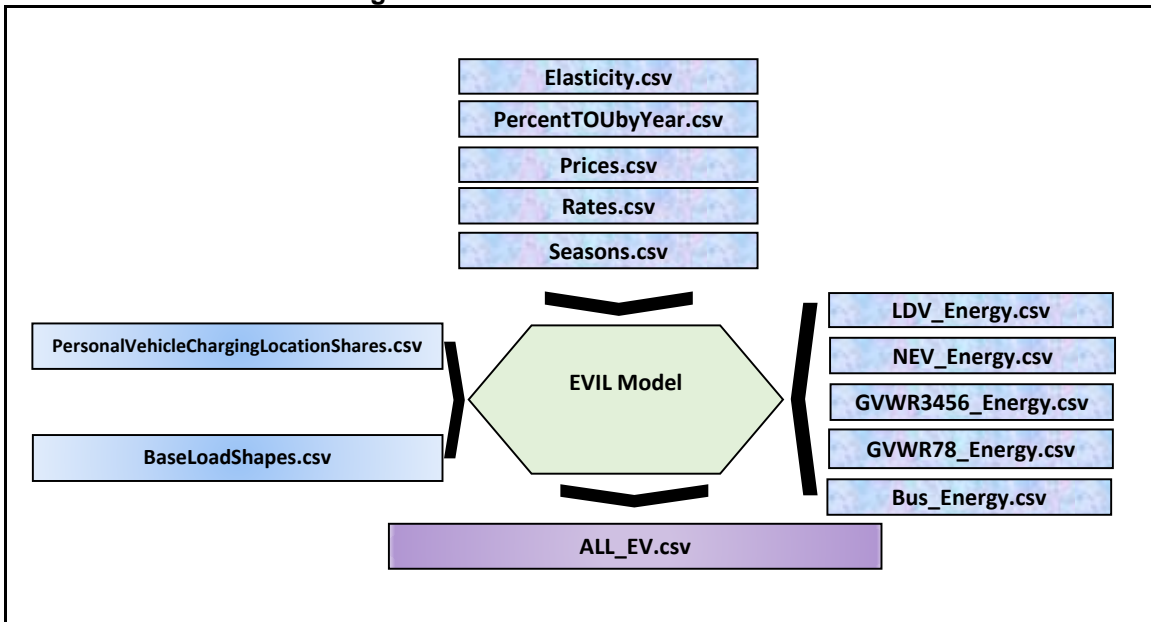 Elasticity.csv
PercentTOUbyYear.csv
Prices.csv
Rates.csv
Seasons.csv
PersonalVehicleChargingLocationShares.csv
BaseLoadShapes.csv
EVIL Model
LDV_Energy.csv
NEV_Energy.csv
GVWR3456_Energy.csv
GVWR78_Energy.csv
Bus_Energy.csv
ALL_EV.csv